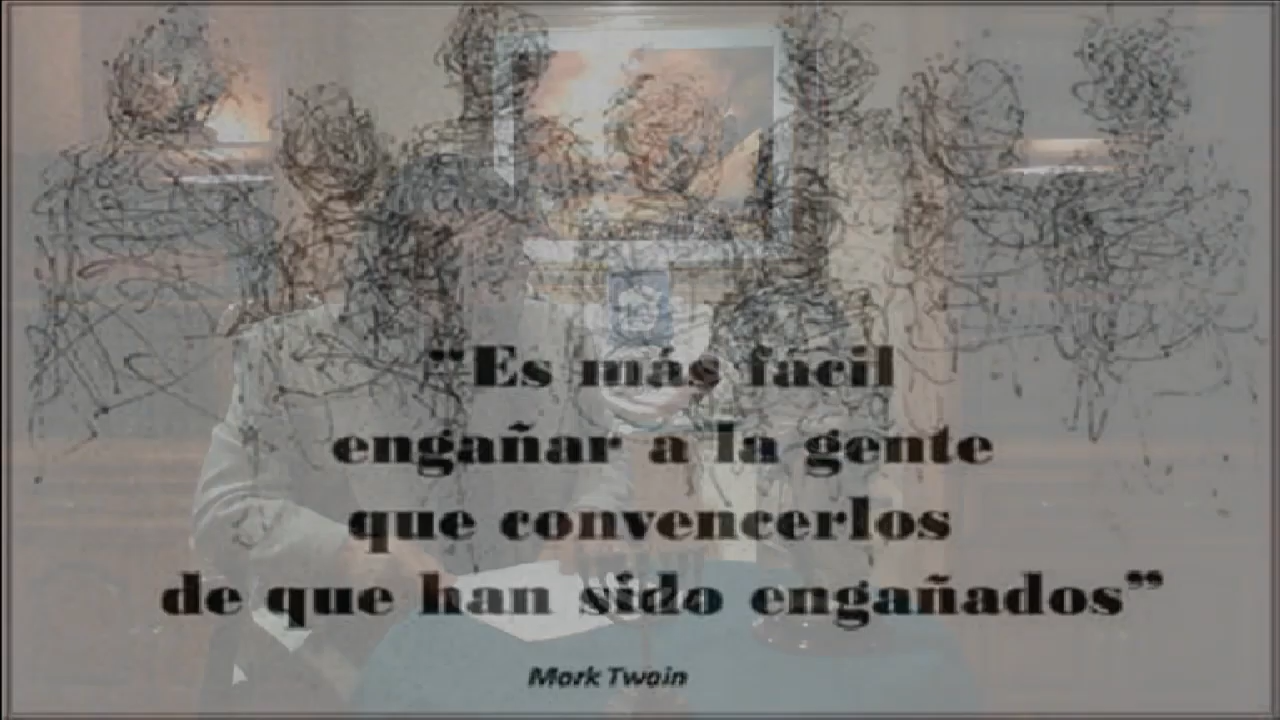 “Es más fácil
engañar a la gente
que convencerlos
de que han sido engañados”
Mark Twain